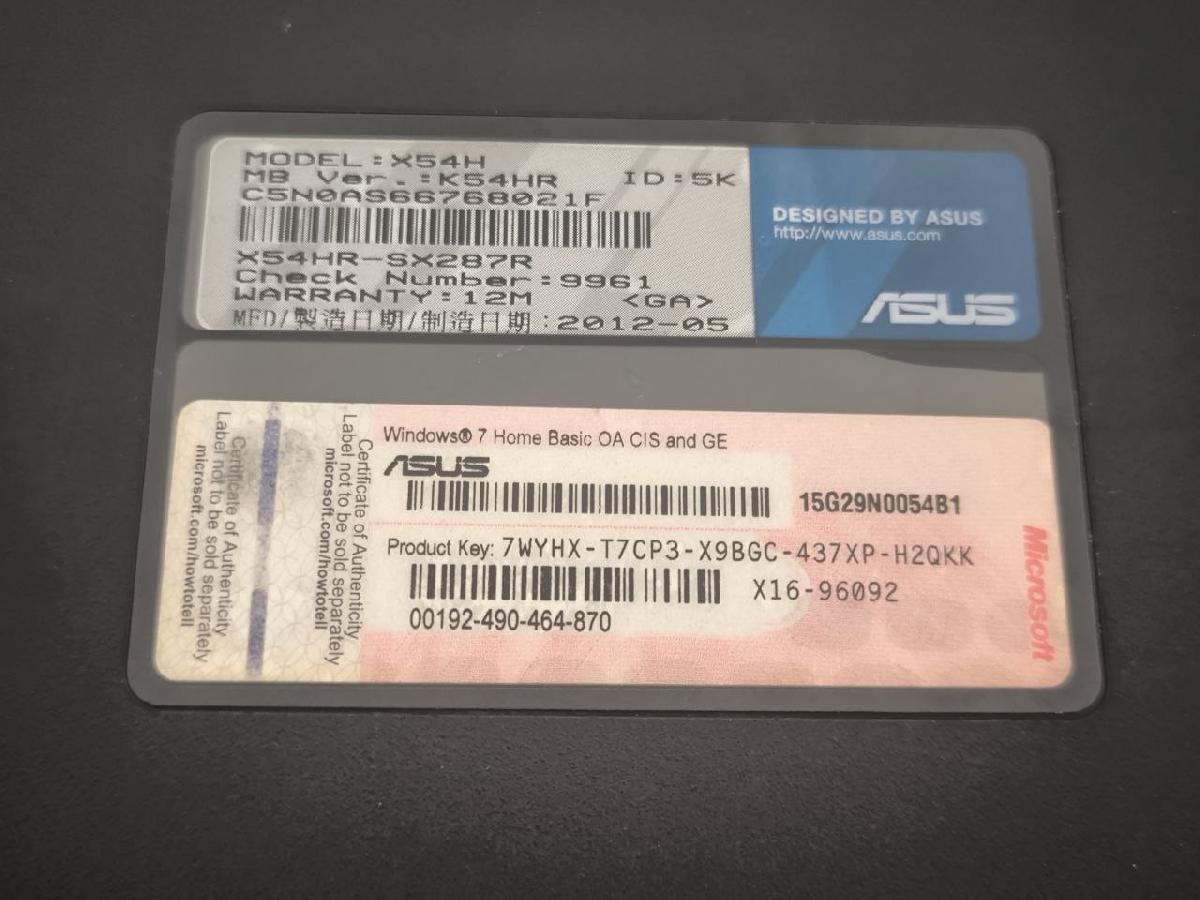 MODEL:X54H
MB Ver.:K54HR ID:5K
C5N0AS66768021F
X54HR-SX287R
Check Number:9961
WARRANTY:12M <GA>
MFD/製造日期/制造日期:2012-05
DESIGNED BY ASUS
http://www.asus.com
ASUS
Certificate of Authenticity
Label not to be sold separately
microsoft.com/howtotell
Certificate of Authenticity
Label not to be sold separately
microsoft.com/howtotell
Windows® 7 Home Basic OA CIS and GE
ASUS
15G29N0054B1
Product Key: 7WYHX-T7CP3-X9BGC-437XP-H2QKK
X16-96092
00192-490-464-870
Microsoft